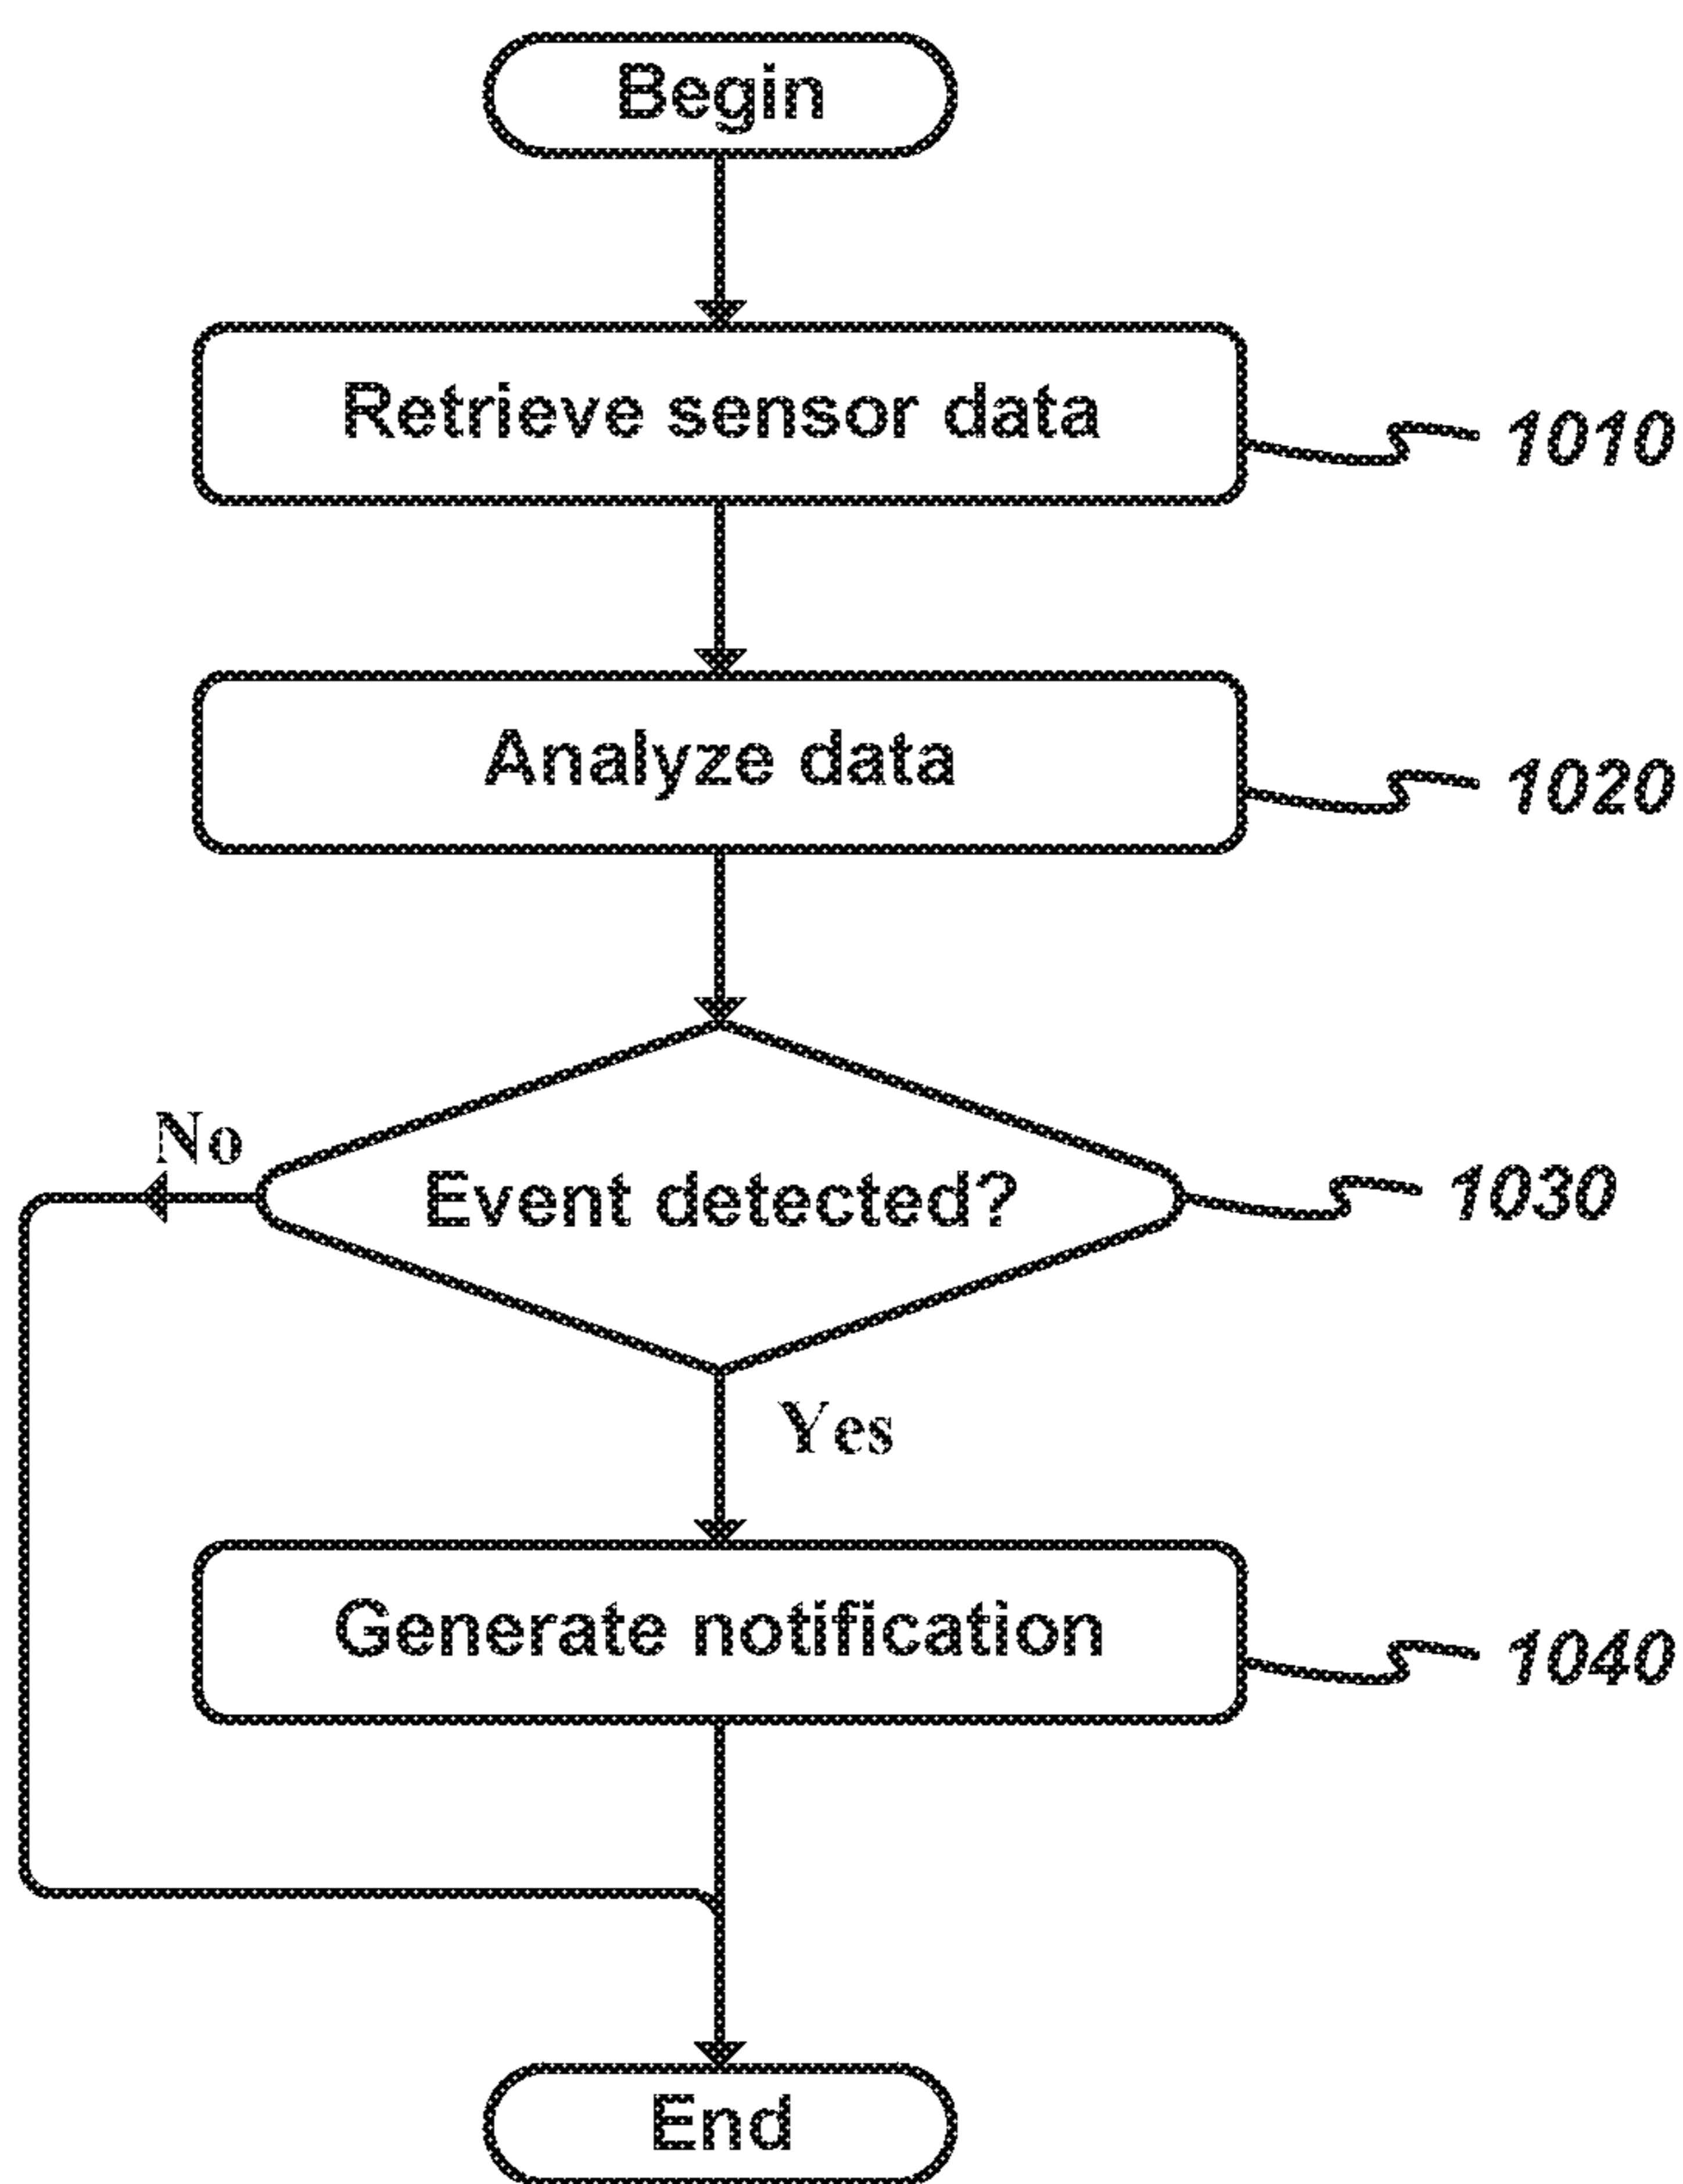 Begin
Retrieve sensor data
1010
Analyze data
1020
No
Event detected?
1030
Yes
Generate notification
1040
End